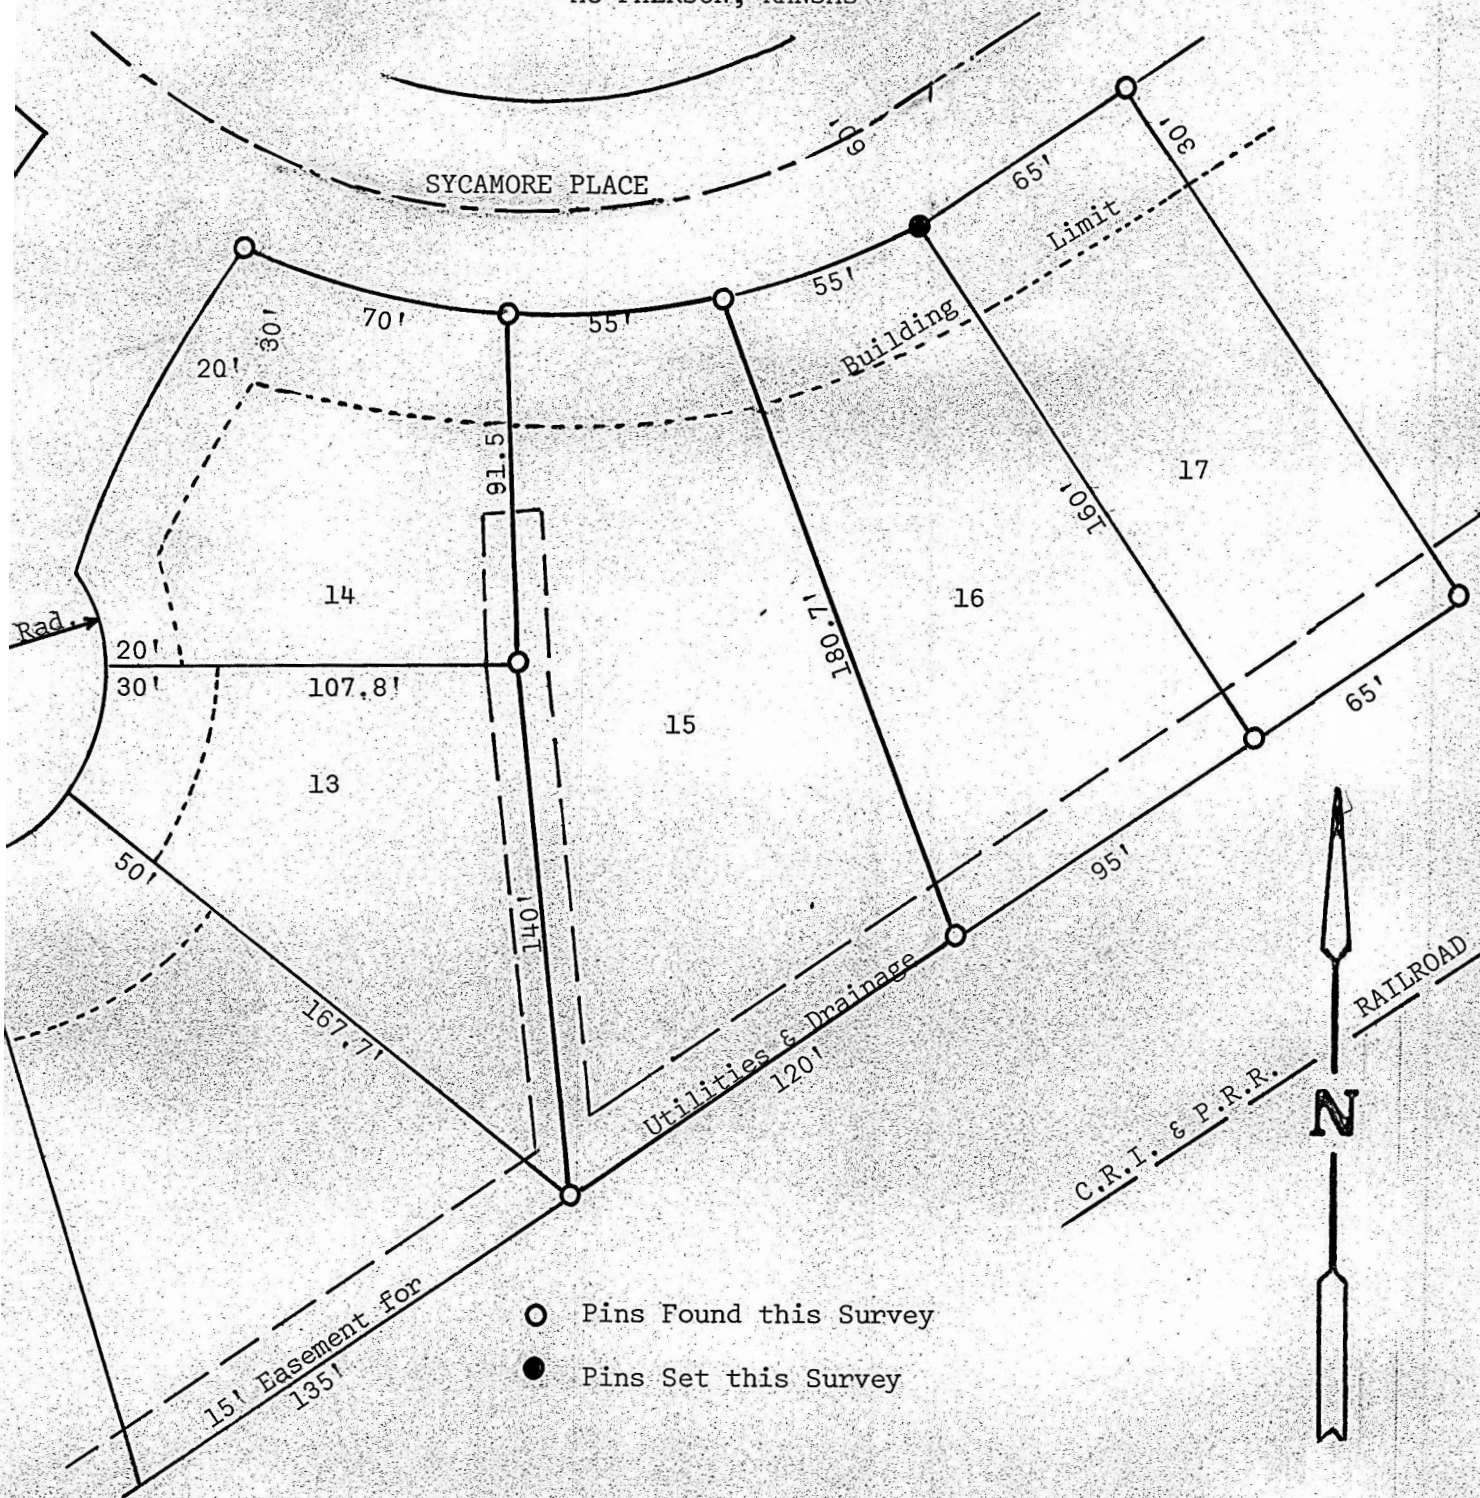 60'
30'
65'
SYCAMORE PLACE
Limit
55'
30'
70'
55'
20'
Building
91.5
17
160'
14
16
Rad.
180.7'
20'
30'
107.8'
65'
15
13
95'
50'
140'
RAILROAD
Utilities & Drainage
167.7'
120'
C.R.I. & P.R.R.
N
15' Easement for
135'
Pins Found this Survey
Pins Set this Survey